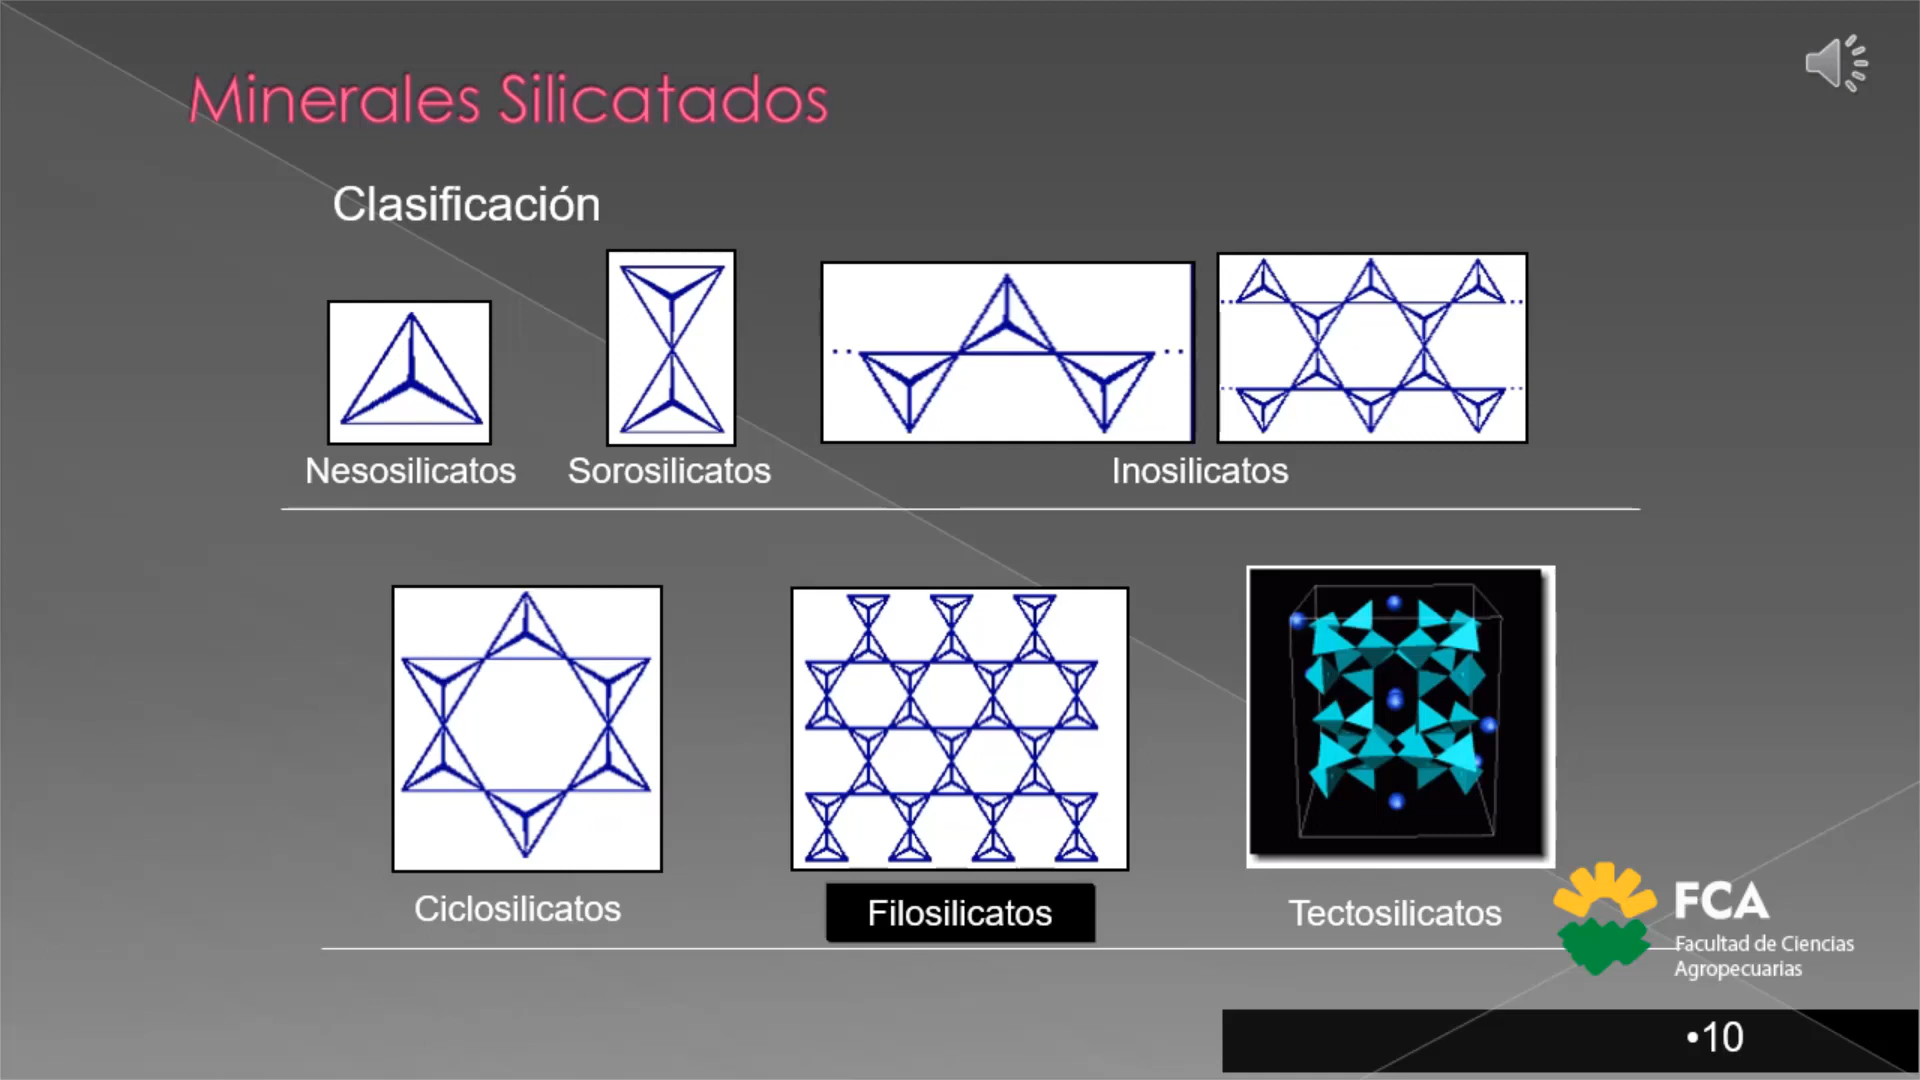 Minerales Silicatados
Clasificación
Nesosilicatos
Sorosilicatos
Inosilicatos
Ciclosilicatos
Filosilicatos
Tectosilicatos
FCA
Facultad de Ciencias
Agropecuarias
•10